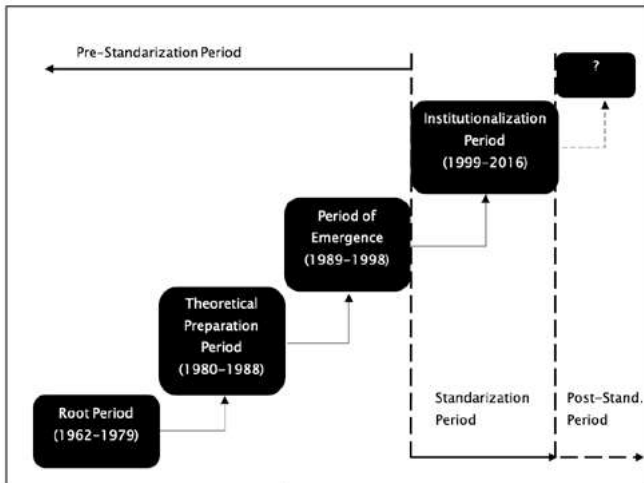 Pre-Standarization Period
?
Institutionalization
Period
(1999-2016)
Period of
Emergence
(1989-1998)
Theoretical
Preparation
Period
(1980-1988)
Root Period
(1962-1979)
Standarization
Period
Post-Stand.
Period